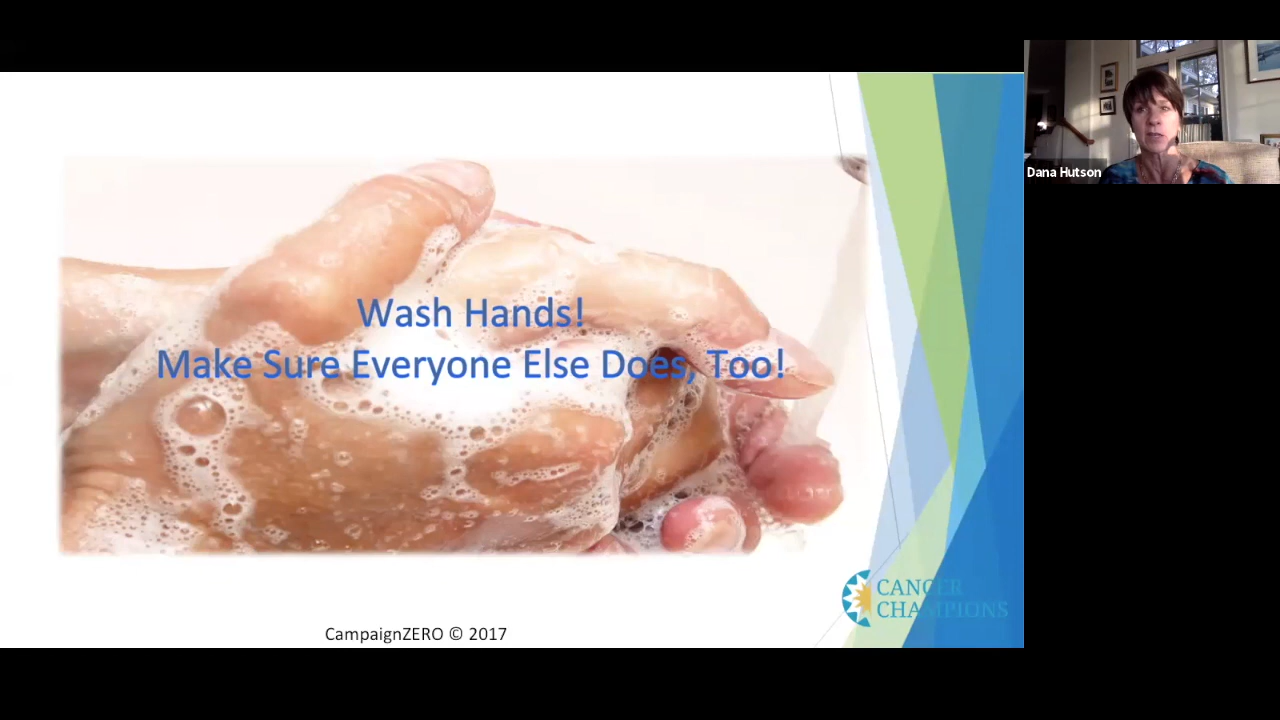 Wash Hands!
Make Sure Everyone Else Does, Too!
CANCER
CHAMPIONS
CampaignZERO © 2017
Dana Hutson